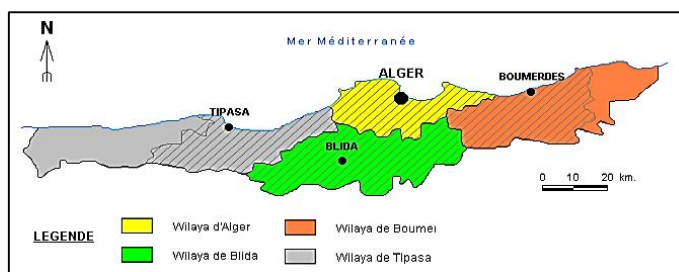 N
Mer Méditerranée
ALGER
BOUMERDES
TIPASA
BLIDA
0 10 20 km.
LEGENDE
Wilaya d'Alger
Wilaya de Boumei
Wilaya de Blida
Wilaya de Tipasa